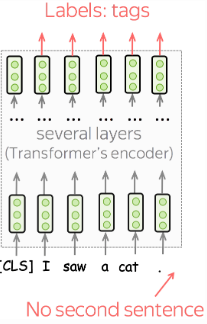 Labels: tags
... ... ... ... ... ...
several layers
(Transformer's encoder)
[CLS] I saw a cat .
No second sentence